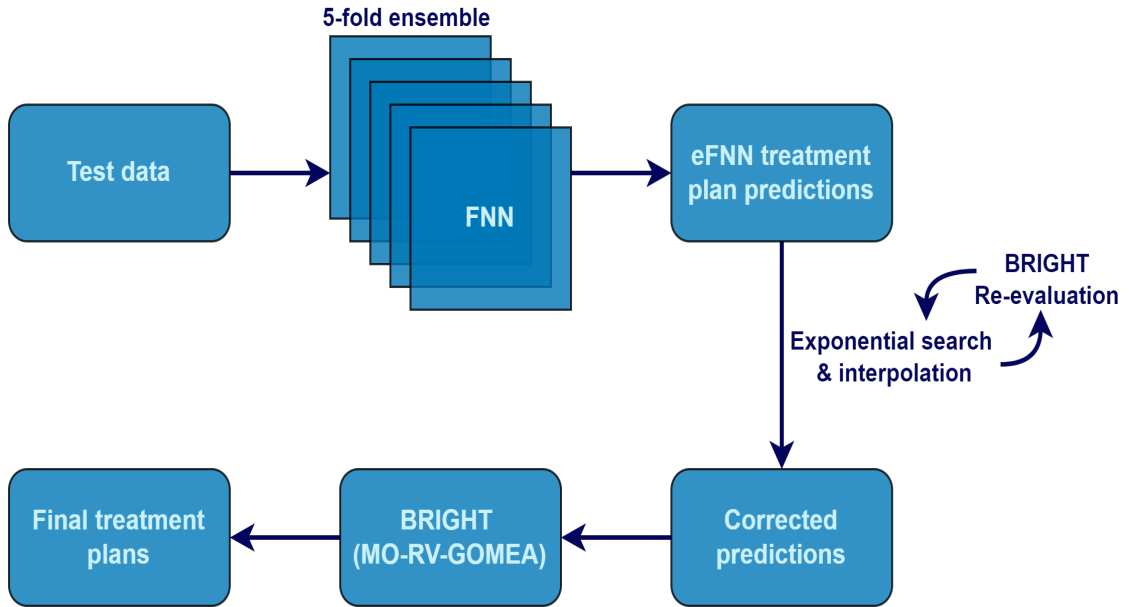 5-fold ensemble
Test data
FNN
eFNN treatment
plan predictions
BRIGHT
Re-evaluation
Exponential search
& interpolation
Final treatment
plans
BRIGHT
(MO-RV-GOMEA)
Corrected
predictions